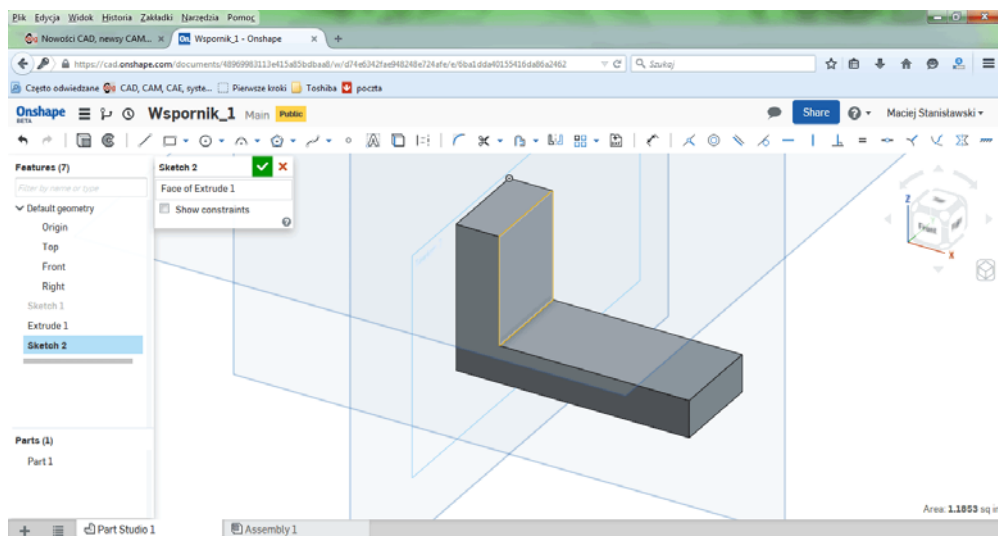 Plik Edycja Widok Historia Zakładki Narzędzia Pomoc
Nowości CAD, newsy CAM... × Wspornik_1 - Onshape × +
https://cad.onshape.com/documents/48969983113e415a85bdbaa8/w/d74e6342fae948248e724afe/e/6ba1dda40155416da86a2462 Szukaj
Często odwiedzane CAD, CAM, CAE, syste... Pierwsze kroki Toshiba poczta
Onshape BETA Wspornik_1 Main Public Share Maciej Stanisławski
Features (7)
Filter by name or type
Default geometry
Origin
Top
Front
Right
Sketch 1
Extrude 1
Sketch 2
Parts (1)
Part 1
Sketch 2
Face of Extrude 1
Show constraints
Z
Front
X
Area: 1.1853 sq in
Part Studio 1 Assembly 1